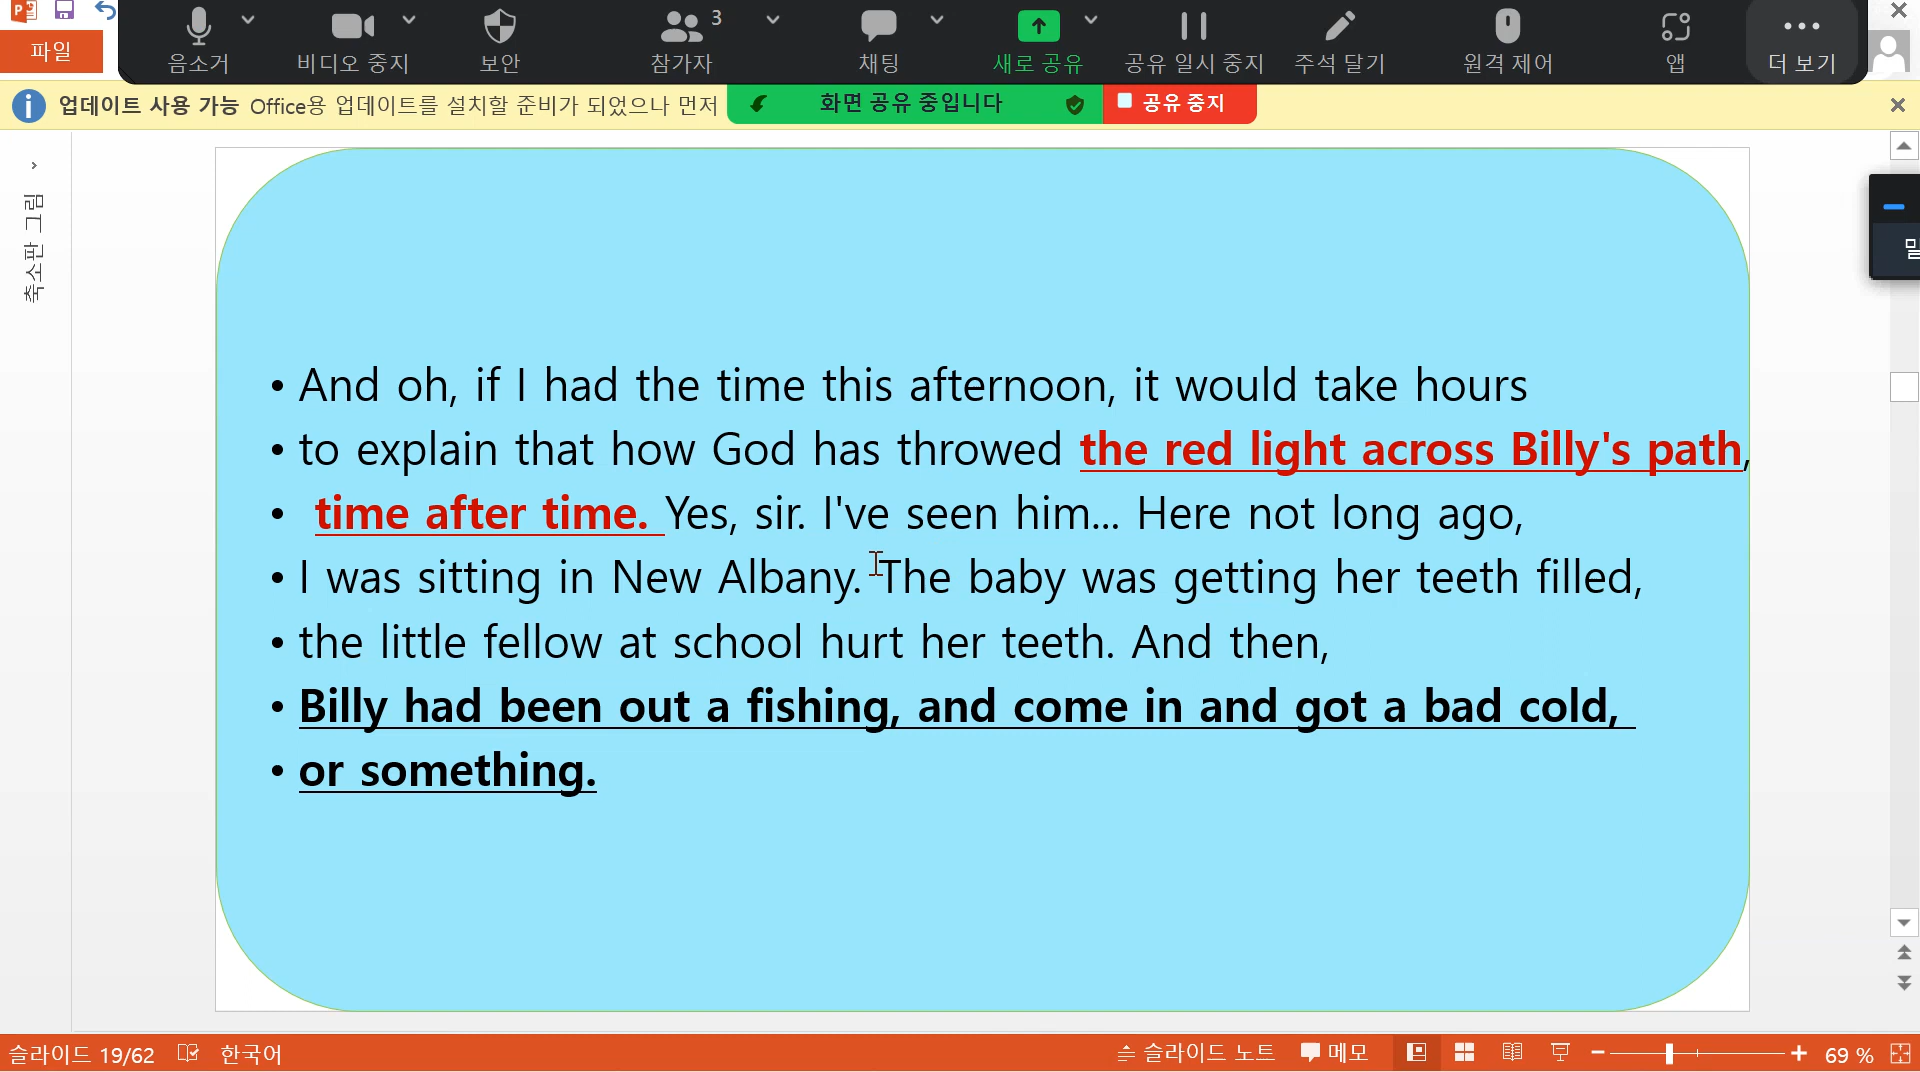 파일
음소거
비디오 중지
보안
참가자
3
채팅
새로 공유
공유 일시 중지
주석 달기
원격 제어
앱
더 보기
업데이트 사용 가능 Office용 업데이트를 설치할 준비가 되었으나 먼저
화면 공유 중입니다
공유 중지
축소판 그림
• And oh, if I had the time this afternoon, it would take hours
• to explain that how God has throwed the red light across Billy's path,
• time after time. Yes, sir. I've seen him... Here not long ago,
• I was sitting in New Albany. The baby was getting her teeth filled,
• the little fellow at school hurt her teeth. And then,
• Billy had been out a fishing, and come in and got a bad cold,
• or something.
슬라이드 19/62
한국어
슬라이드 노트
메모
69 %